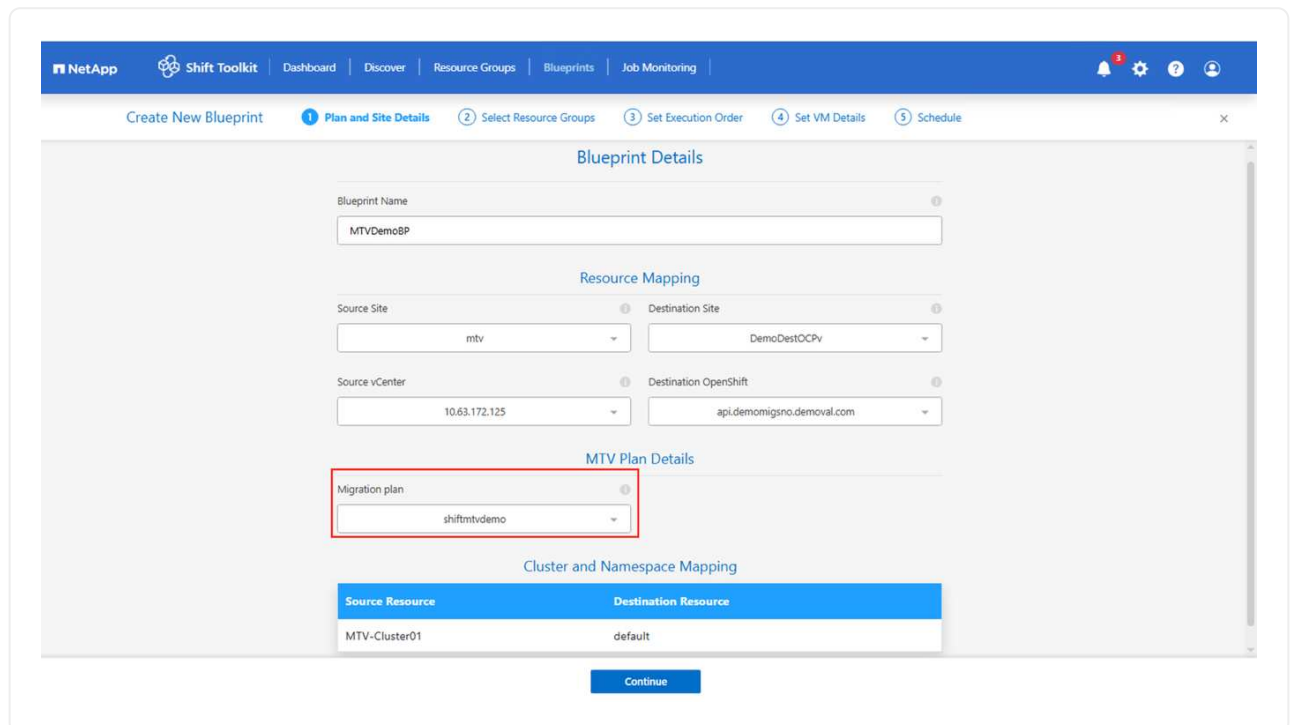 NetApp Shift Toolkit Dashboard Discover Resource Groups Blueprints Job Monitoring 3 ?
Create New Blueprint 1 Plan and Site Details 2 Select Resource Groups 3 Set Execution Order 4 Set VM Details 5 Schedule ×
Blueprint Details
Blueprint Name
MTVDemoBP
Resource Mapping
Source Site Destination Site
mtv DemoDestOCPv
Source vCenter Destination OpenShift
10.63.172.125 api.demomigsno.demoval.com
MTV Plan Details
Migration plan
shiftmtvdemo
Cluster and Namespace Mapping
Source Resource Destination Resource
MTV-Cluster01 default
Continue